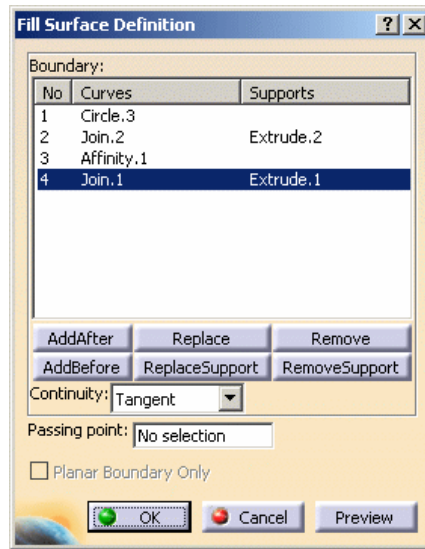 Fill Surface Definition
Boundary:
No Curves Supports
1 Circle.3
2 Join.2 Extrude.2
3 Affinity.1
4 Join.1 Extrude.1
AddAfter Replace Remove
AddBefore ReplaceSupport RemoveSupport
Continuity: Tangent
Passing point: No selection
Planar Boundary Only
OK Cancel Preview